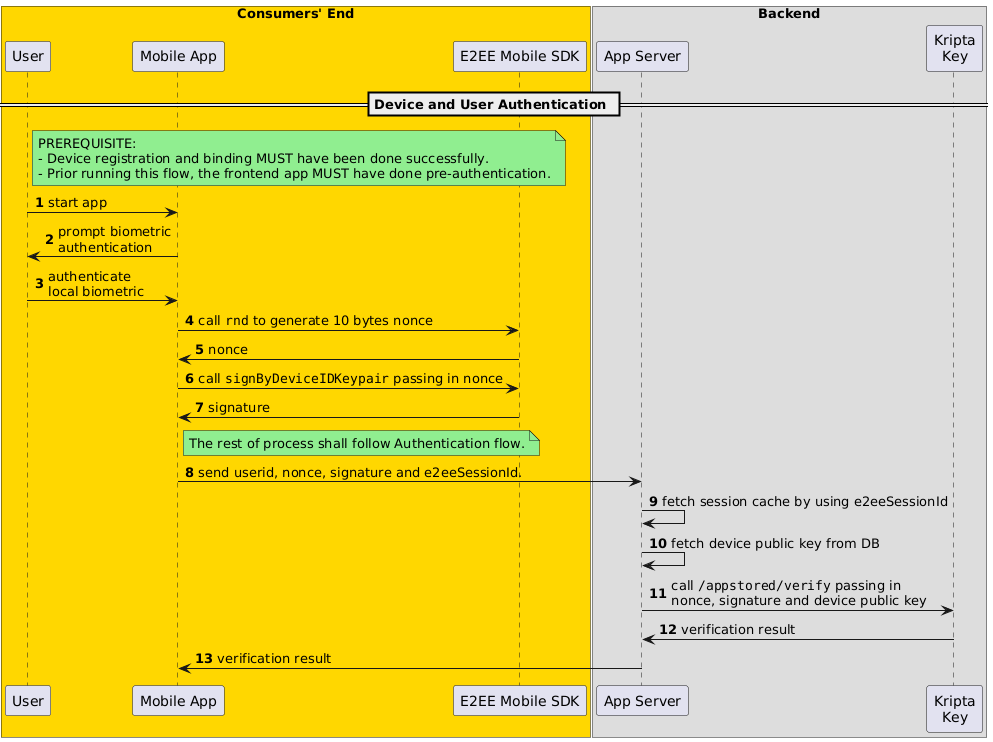 Consumers' End
Backend
User
Mobile App
E2EE Mobile SDK
App Server
Kripta
Key
Device and User Authentication
PREREQUISITE:
- Device registration and binding MUST have been done successfully.
- Prior running this flow, the frontend app MUST have done pre-authentication.
1 start app
2 prompt biometric
authentication
3 authenticate
local biometric
4 call rnd to generate 10 bytes nonce
5 nonce
6 call signByDeviceIDKeypair passing in nonce
7 signature
The rest of process shall follow Authentication flow.
8 send userid, nonce, signature and e2eeSessionId.
9 fetch session cache by using e2eeSessionId
10 fetch device public key from DB
11 call /appstored/verify passing in
nonce, signature and device public key
12 verification result
13 verification result
User
Mobile App
E2EE Mobile SDK
App Server
Kripta
Key